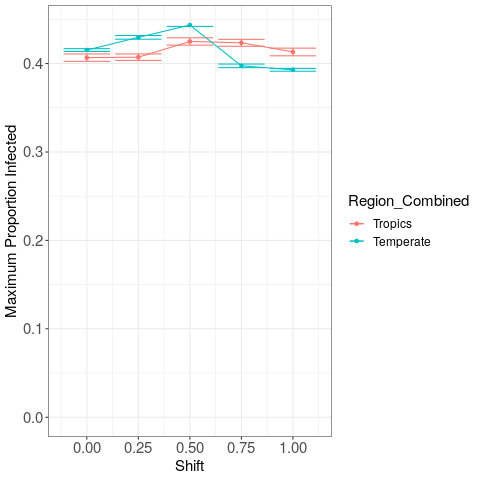 Maximum Proportion Infected
0.4
0.3
0.2
0.1
0.0
0.00 0.25 0.50 0.75 1.00
Shift
Region_Combined
Tropics
Temperate